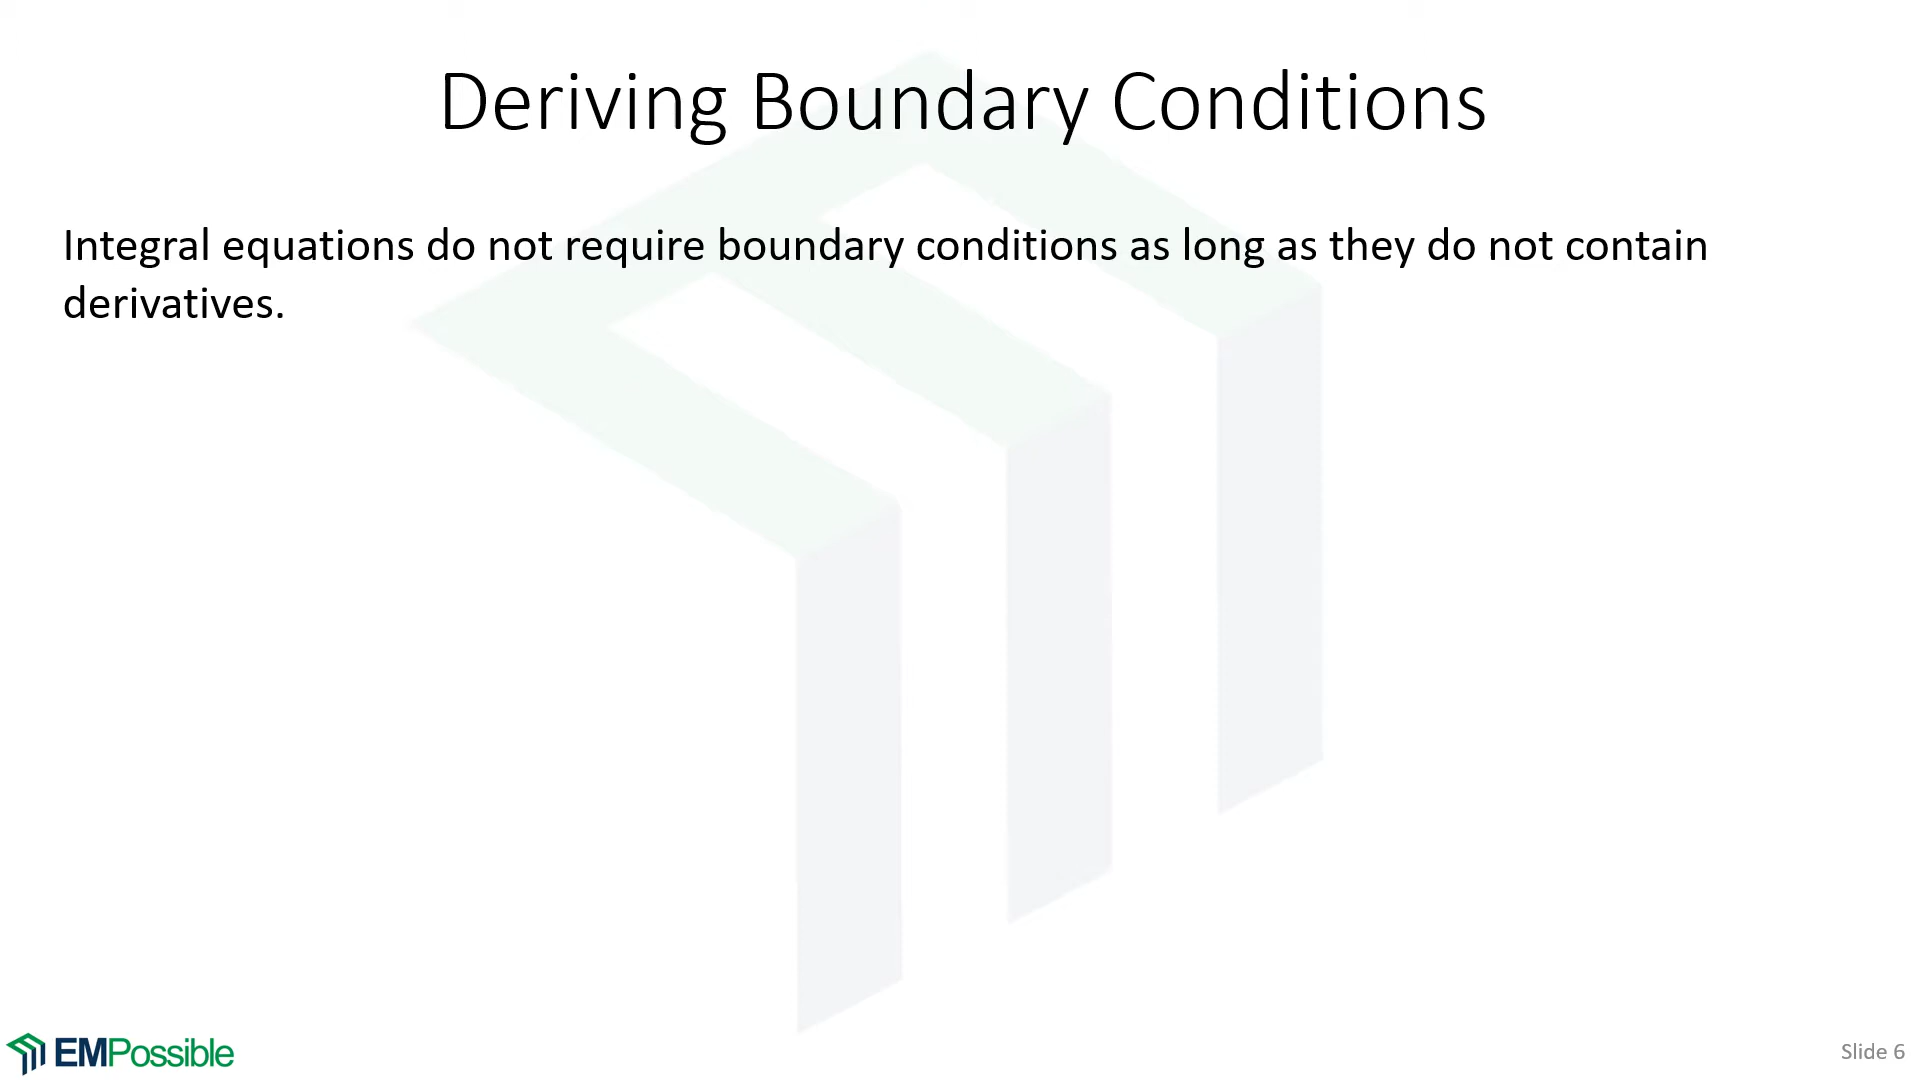 Deriving Boundary Conditions
Integral equations do not require boundary conditions as long as they do not contain
derivatives.
EMPossible
Slide 6